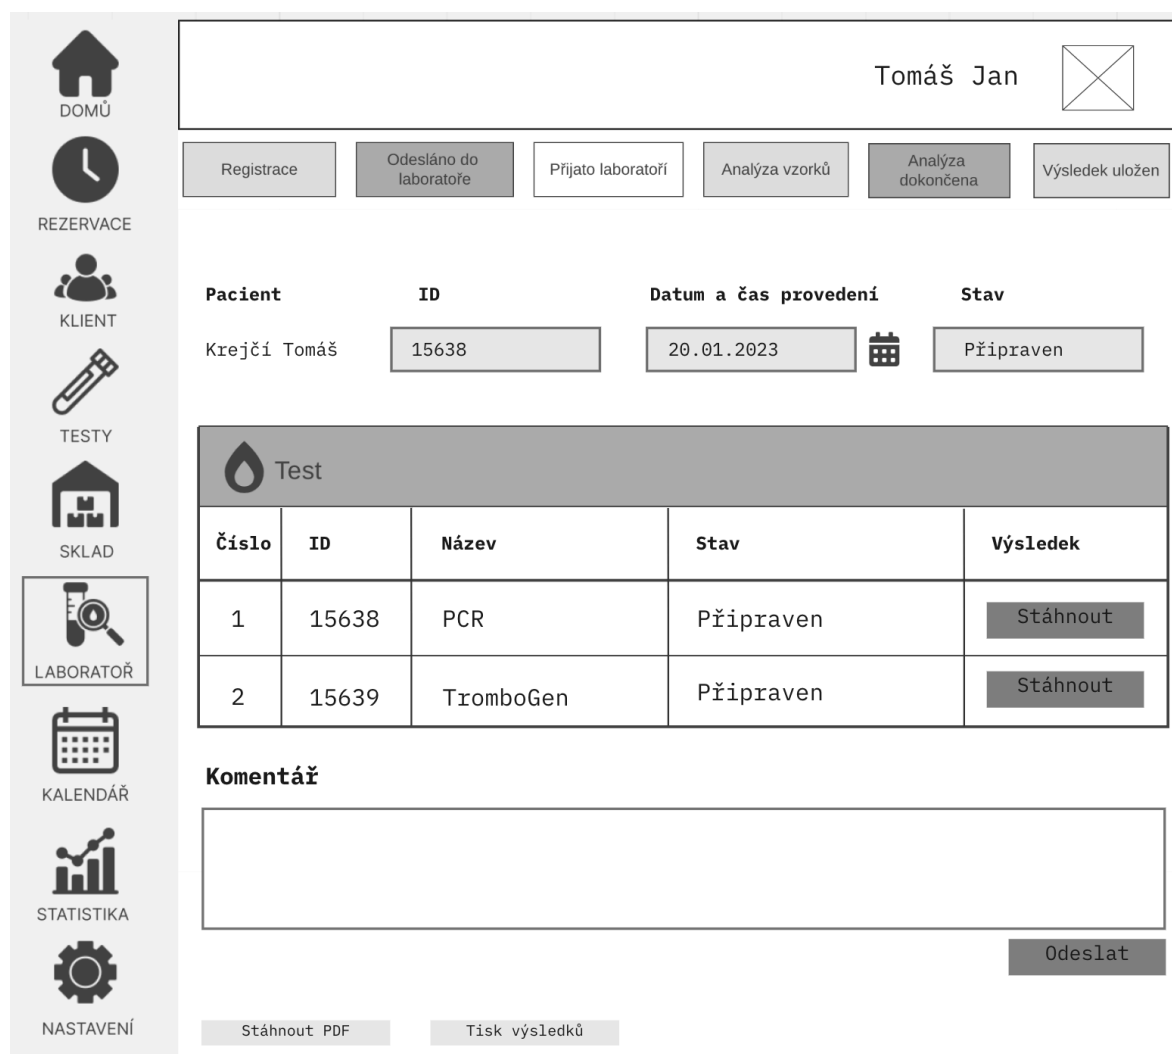 Tomáš Jan
DOMŮ
REZERVACE
KLIENT
TESTY
SKLAD
LABORATOŘ
KALENDÁŘ
STATISTIKA
NASTAVENÍ
Registrace
Odesláno do
laboratoře
Přijato laboratoří
Analýza vzorků
Analýza
dokončena
Výsledek uložen
Pacient ID Datum a čas provedení Stav
Krejčí Tomáš 15638 20.01.2023 Připraven
Test
Číslo ID Název Stav Výsledek
1 15638 PCR Připraven Stáhnout
2 15639 TromboGen Připraven Stáhnout
Komentář
Odeslat
Stáhnout PDF Tisk výsledků